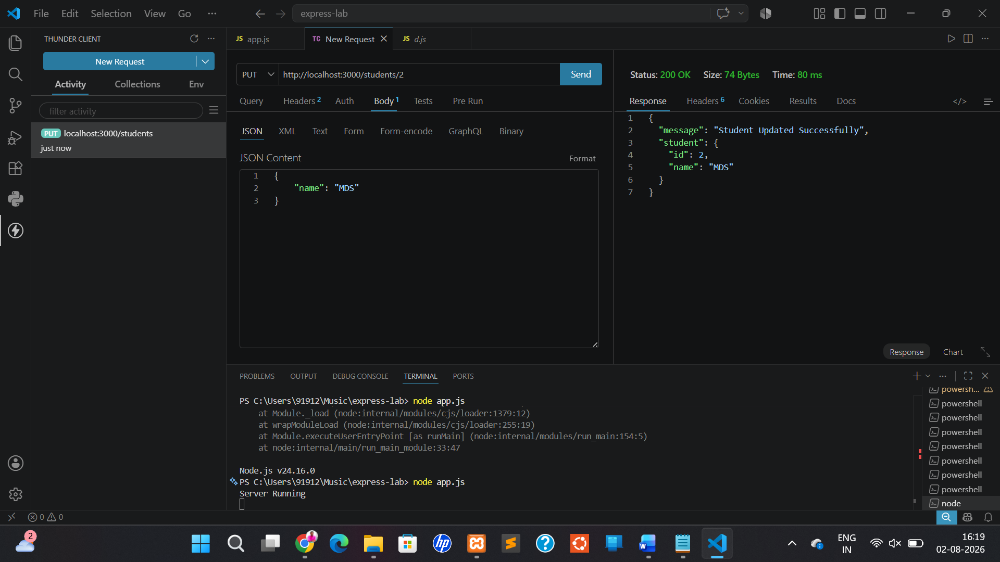 File Edit Selection View Go ···
express-lab
THUNDER CLIENT
New Request
Activity Collections Env
filter activity
PUT localhost:3000/students
just now
JS app.js
TC New Request
JS d.js
PUT http://localhost:3000/students/2 Send
Query Headers 2 Auth Body 1 Tests Pre Run
JSON XML Text Form Form-encode GraphQL Binary
JSON Content Format
1 {
2 "name": "MDS"
3 }
Status: 200 OK Size: 74 Bytes Time: 80 ms
Response Headers 6 Cookies Results Docs </>
1 {
2 "message": "Student Updated Successfully",
3 "student": {
4 "id": 2,
5 "name": "MDS"
6 }
7 }
Response Chart
PROBLEMS OUTPUT DEBUG CONSOLE TERMINAL PORTS
PS C:\Users\91912\Music\express-lab> node app.js
at Module._load (node:internal/modules/cjs/loader:1379:12)
at wrapModuleLoad (node:internal/modules/cjs/loader:255:19)
at Module.executeUserEntryPoint [as runMain] (node:internal/modules/run_main:154:5)
at node:internal/main/run_main_module:33:47
Node.js v24.16.0
PS C:\Users\91912\Music\express-lab> node app.js
Server Running
powersh...
powershell
powershell
powershell
powershell
powershell
powershell
powershell
node
0 0
2
hp
W
ENG
IN
16:19
02-08-2026